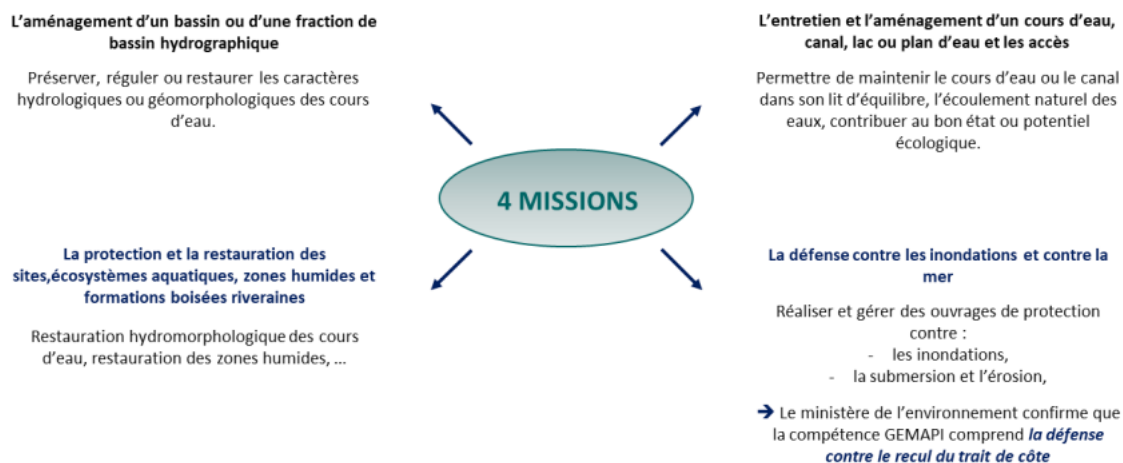 L'aménagement d'un bassin ou d'une fraction de
bassin hydrographique
Préserver, réguler ou restaurer les caractères
hydrologiques ou géomorphologiques des cours
d'eau.
L'entretien et l'aménagement d'un cours d'eau,
canal, lac ou plan d'eau et les accès
Permettre de maintenir le cours d'eau ou le canal
dans son lit d'équilibre, l'écoulement naturel des
eaux, contribuer au bon état ou potentiel
écologique.
4 MISSIONS
La protection et la restauration des
sites,écosystèmes aquatiques, zones humides et
formations boisées riveraines
Restauration hydromorphologique des cours
d'eau, restauration des zones humides, ...
La défense contre les inondations et contre la
mer
Réaliser et gérer des ouvrages de protection
contre :
- les inondations,
- la submersion et l'érosion,
➔ Le ministère de l'environnement confirme que
la compétence GEMAPI comprend la défense
contre le recul du trait de côte